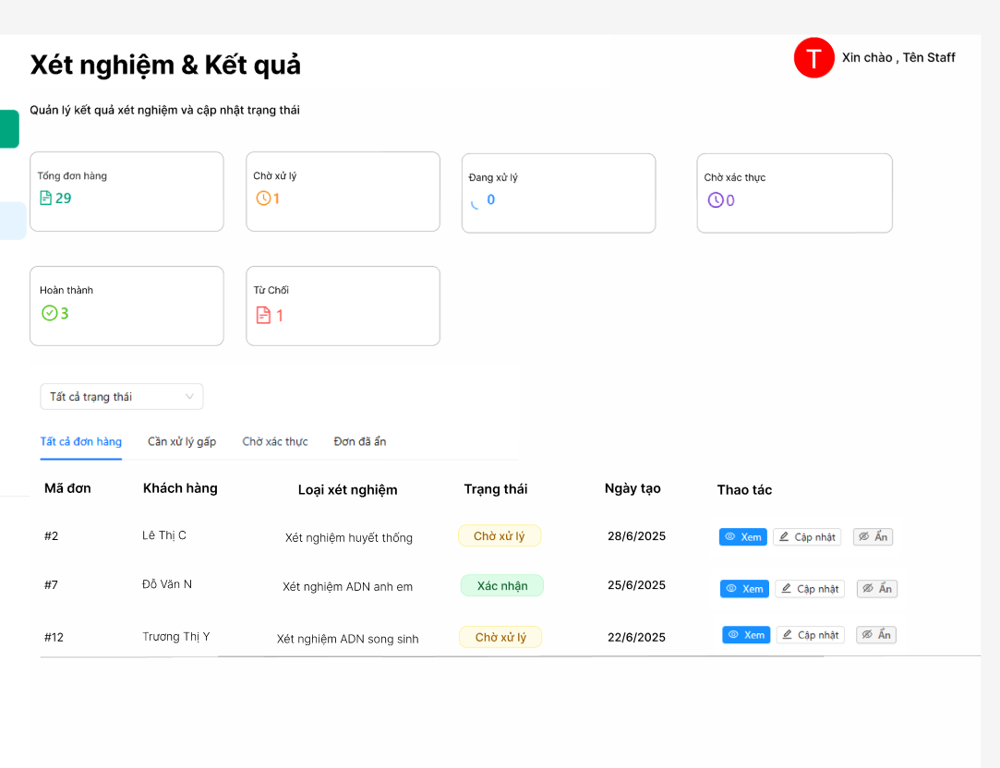 Xét nghiệm & Kết quả
T Xin chào , Tên Staff
Quản lý kết quả xét nghiệm và cập nhật trạng thái
Tổng đơn hàng
29
Chờ xử lý
1
Đang xử lý
0
Chờ xác thực
0
Hoàn thành
3
Từ Chối
1
Tất cả trạng thái
Tất cả đơn hàng Cần xử lý gấp Chờ xác thực Đơn đã ẩn
Mã đơn Khách hàng Loại xét nghiệm Trạng thái Ngày tạo Thao tác
#2 Lê Thị C Xét nghiệm huyết thống Chờ xử lý 28/6/2025 Xem Cập nhật Ẩn
#7 Đỗ Văn N Xét nghiệm ADN anh em Xác nhận 25/6/2025 Xem Cập nhật Ẩn
#12 Trương Thị Y Xét nghiệm ADN song sinh Chờ xử lý 22/6/2025 Xem Cập nhật Ẩn